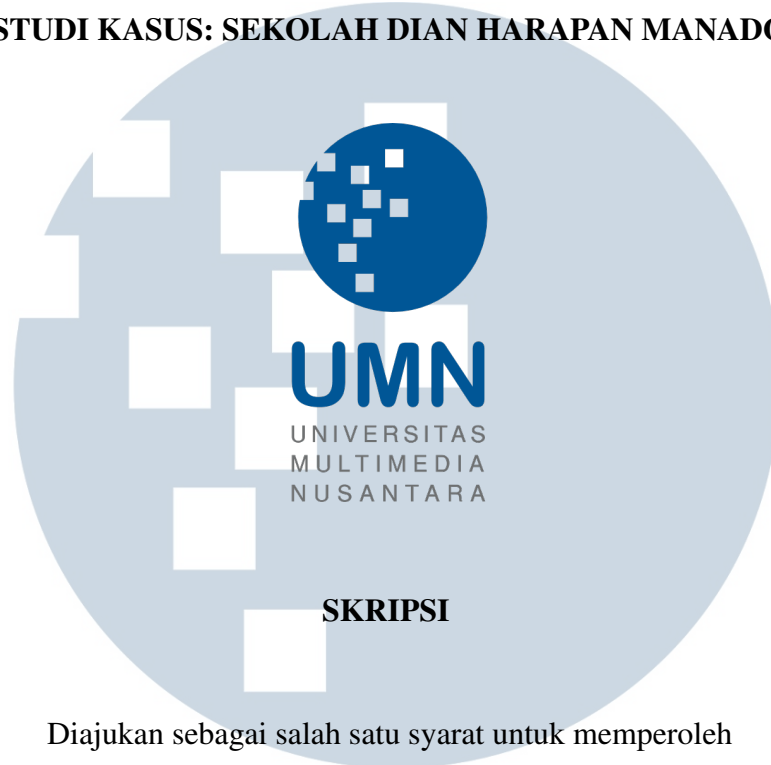 STUDI KASUS: SEKOLAH DIAN HARAPAN MANADO
UMN
UNIVERSITAS
MULTIMEDIA
NUSANTARA
SKRIPSI
Diajukan sebagai salah satu syarat untuk memperoleh